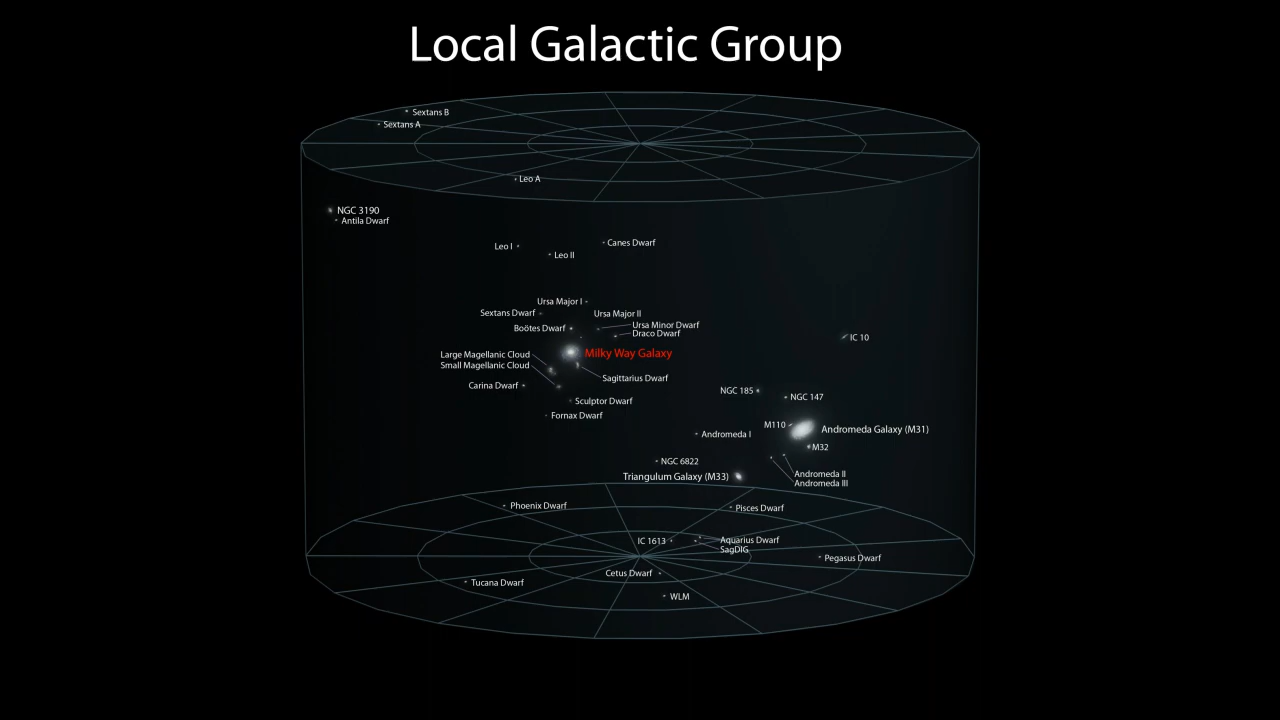 Local Galactic Group
Sextans B
Sextans A
Leo A
NGC 3190
Antila Dwarf
Canes Dwarf
Leo I
Leo II
Ursa Major I
Sextans Dwarf
Ursa Major II
Ursa Minor Dwarf
Boötes Dwarf
Draco Dwarf
IC 10
Milky Way Galaxy
Large Magellanic Cloud
Small Magellanic Cloud
Sagittarius Dwarf
Carina Dwarf
NGC 185
NGC 147
Sculptor Dwarf
Fornax Dwarf
M110
Andromeda Galaxy (M31)
Andromeda I
M32
NGC 6822
Andromeda II
Triangulum Galaxy (M33)
Andromeda III
Phoenix Dwarf
Pisces Dwarf
IC 1613
Aquarius Dwarf
SagDIG
Pegasus Dwarf
Cetus Dwarf
Tucana Dwarf
WLM